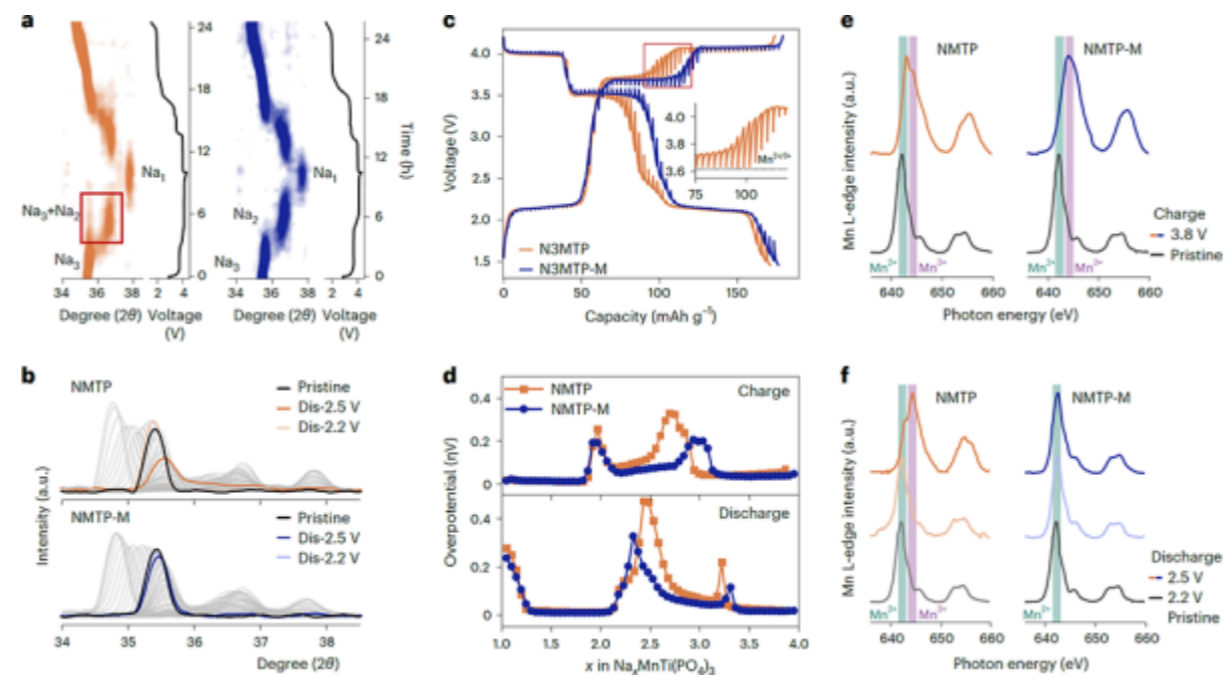 a
24
18
12
6
0
Time (h)
24
18
12
6
0
Na₁
Na₁
Na₃+Na₂
Na₂
Na₃
Na₃
34 36 38 2 4
34 36 38 2 4
Degree (2θ) Voltage
(V)
Degree (2θ) Voltage
(V)
b
NMTP
Pristine
Dis-2.5 V
Dis-2.2 V
NMTP-M
Pristine
Dis-2.5 V
Dis-2.2 V
Intensity (a.u.)
34 35 36 37 38
Degree (2θ)
c
4.0
3.5
3.0
2.5
2.0
1.5
Voltage (V)
4.0
3.8
3.6
75 100
Mn²⁺/³⁺
N3MTP
N3MTP-M
0 50 100 150
Capacity (mAh g⁻¹)
d
NMTP
NMTP-M
Charge
0.4
0.2
0
Discharge
0.4
0.2
0
Overpotential (ηV)
1.0 1.5 2.0 2.5 3.0 3.5 4.0
x in NaₓMnTi(PO₄)₃
e
NMTP
NMTP-M
Mn L-edge intensity (a.u.)
Charge
3.8 V
Pristine
Mn²⁺ Mn³⁺
Mn²⁺ Mn³⁺
640 650 660
640 650 660
Photon energy (eV)
f
NMTP
NMTP-M
Mn L-edge intensity (a.u.)
Discharge
2.5 V
2.2 V
Pristine
Mn²⁺ Mn³⁺
Mn²⁺
640 650 660
640 650 660
Photon energy (eV)